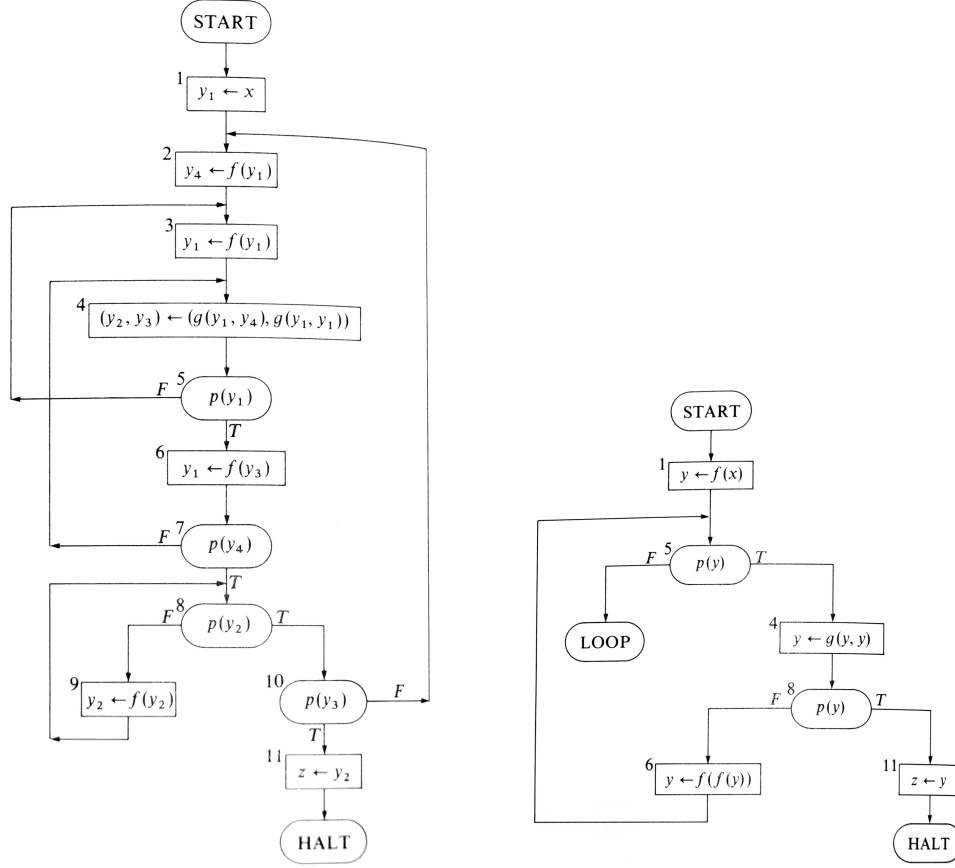 START
1
y₁ ← x
2
y₄ ← f(y₁)
3
y₁ ← f(y₁)
4
(y₂, y₃) ← (g(y₁, y₄), g(y₁, y₁))
F 5
p(y₁)
T
6
y₁ ← f(y₃)
F 7
p(y₄)
T
F 8
p(y₂) T
9
y₂ ← f(y₂)
10
p(y₃) F
T
11
z ← y₂
HALT
START
1
y ← f(x)
F 5
p(y) T
LOOP
4
y ← g(y, y)
F 8
p(y) T
6
y ← f(f(y))
11
z ← y
HALT